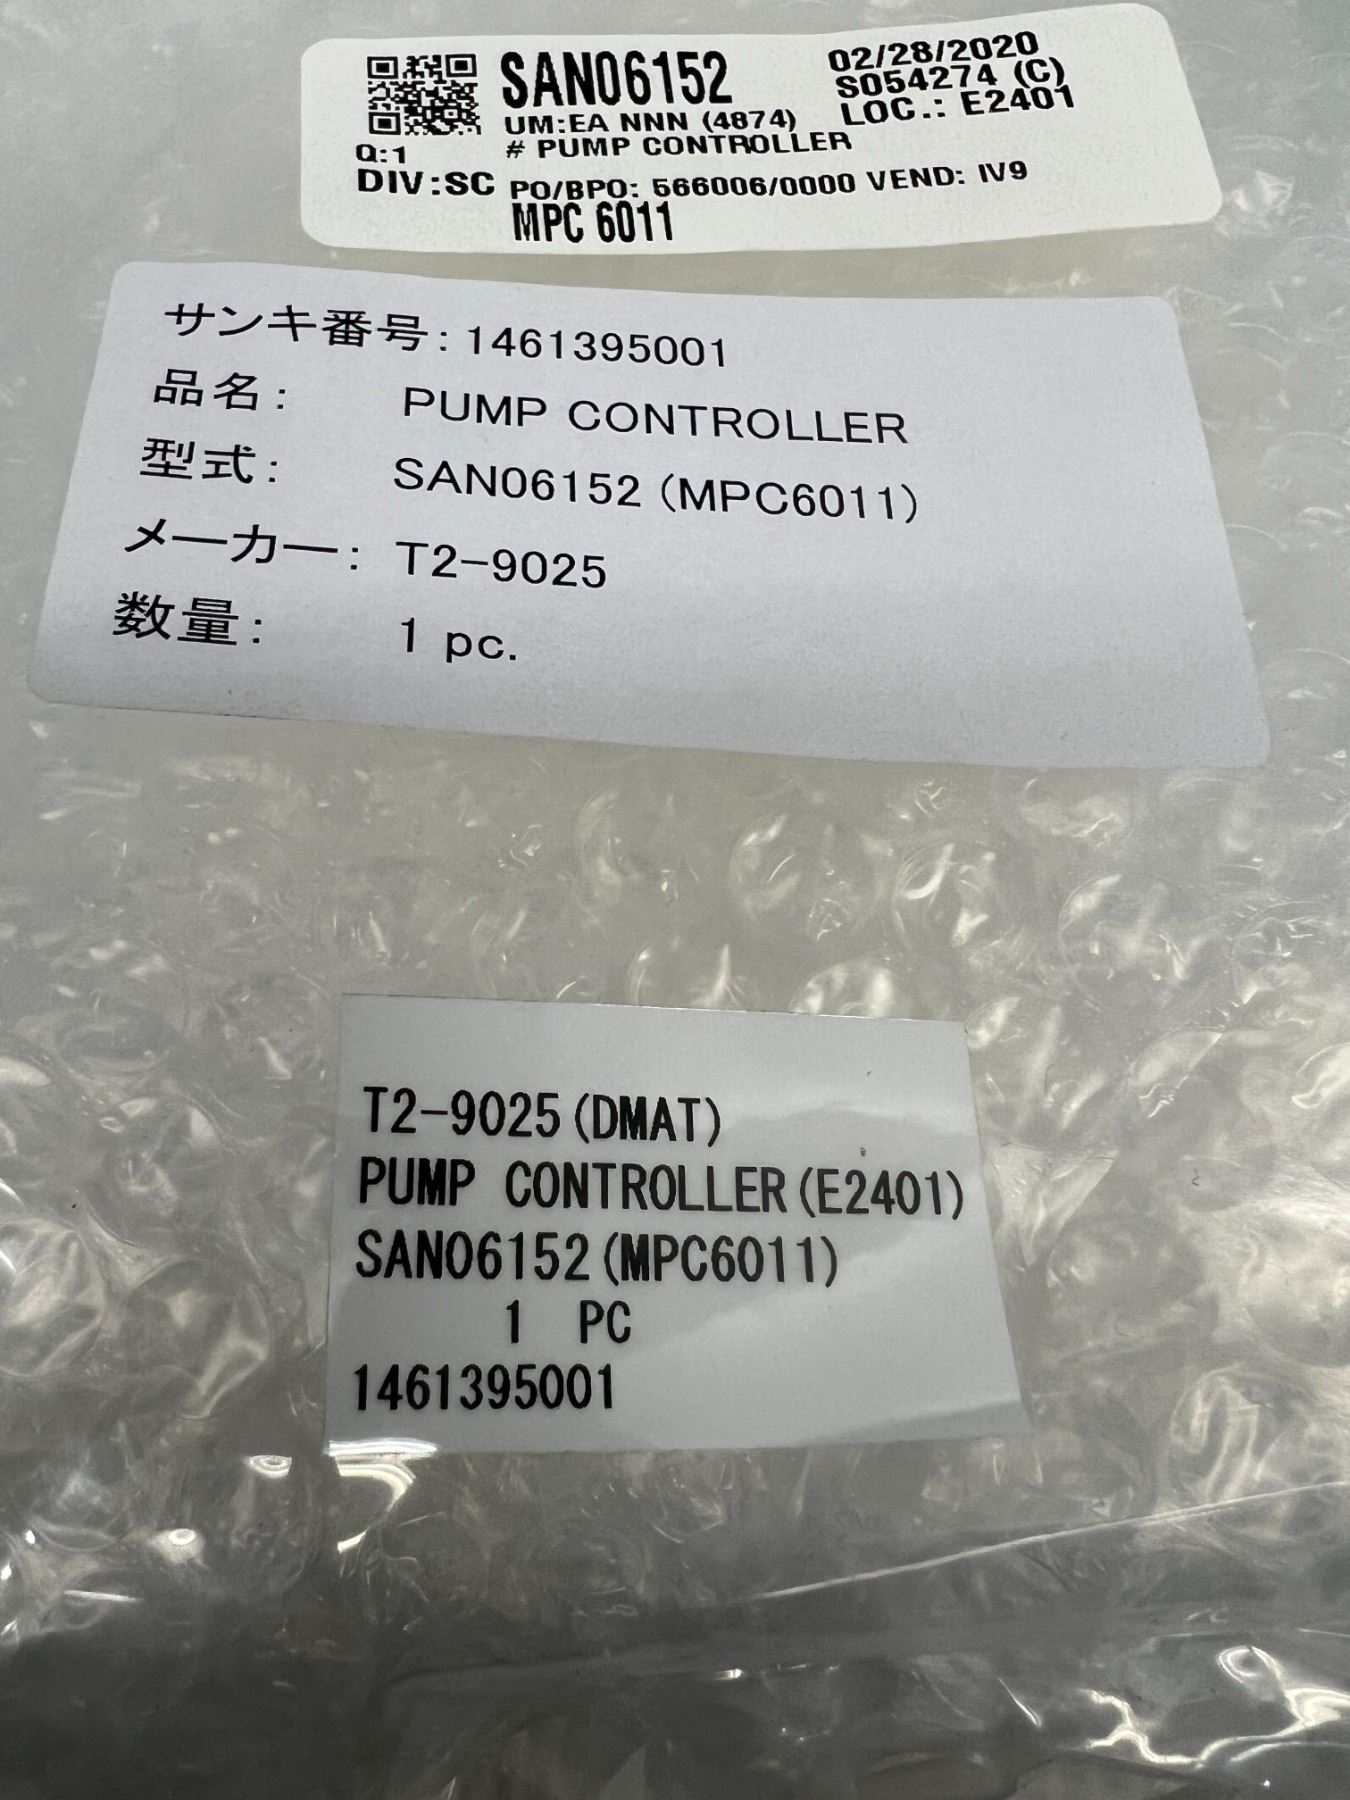 SAN06152
02/28/2020
S054274 (C)
LOC.: E2401
UM:EA NNN (4874)
Q:1
# PUMP CONTROLLER
DIV:SC PO/BPO: 566006/0000 VEND: IV9
MPC 6011
サンキ番号: 1461395001
品名: PUMP CONTROLLER
型式: SAN06152 (MPC6011)
メーカー: T2-9025
数量: 1 pc.
T2-9025(DMAT)
PUMP CONTROLLER(E2401)
SAN06152(MPC6011)
1 PC
1461395001